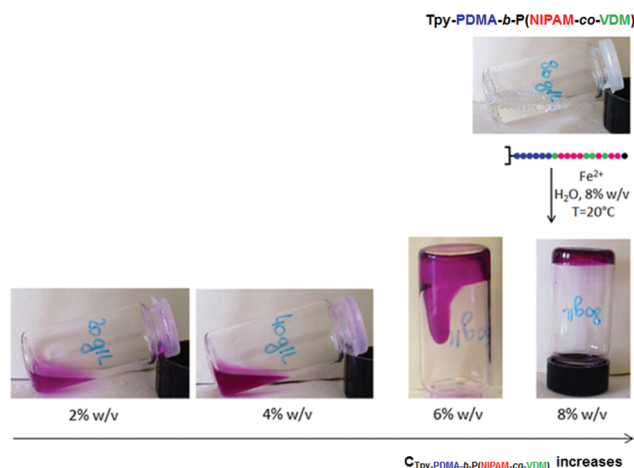 Tpy-PDMA-b-P(NIPAM-co-VDM)
80g/L
Fe2+
H2O, 8% w/v
T=20°C
20g/L
40g/L
80g/L
2% w/v
4% w/v
6% w/v
8% w/v
CTpy-PDMA-b-P(NIPAM-co-VDM) increases